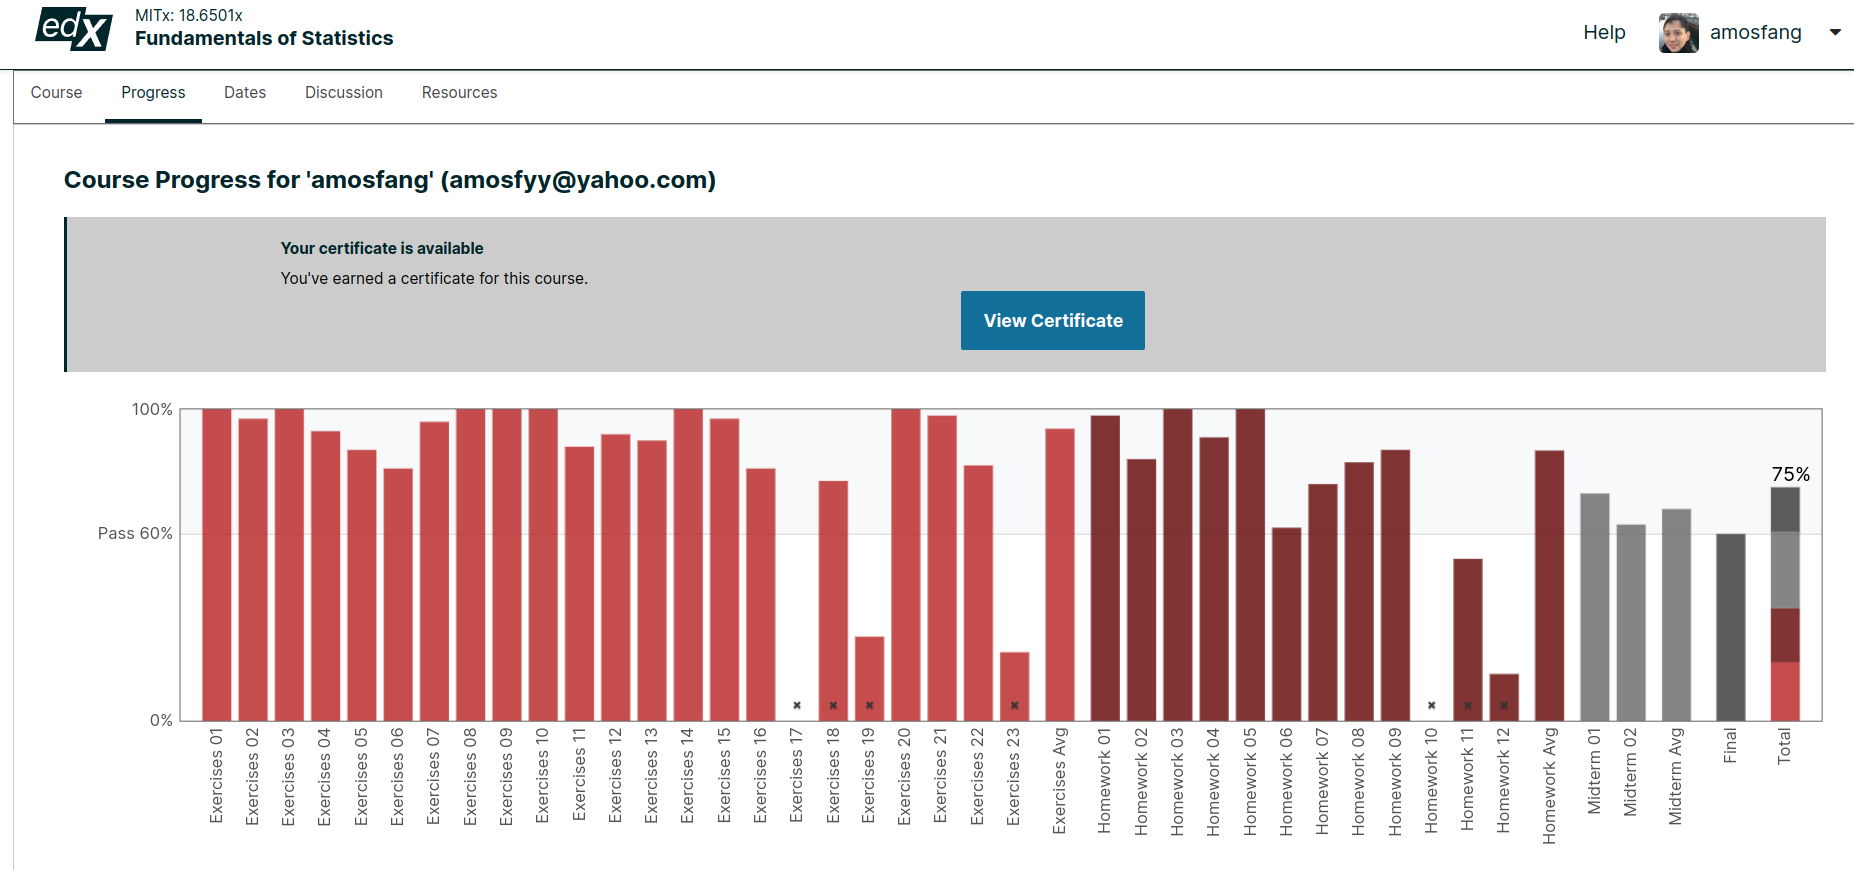 edX
MITx: 18.6501x
Fundamentals of Statistics
Help
amosfang
Course
Progress
Dates
Discussion
Resources
Course Progress for 'amosfang' (amosfyy@yahoo.com)
Your certificate is available
You've earned a certificate for this course.
View Certificate
100%
Pass 60%
0%
75%
Exercises 01
Exercises 02
Exercises 03
Exercises 04
Exercises 05
Exercises 06
Exercises 07
Exercises 08
Exercises 09
Exercises 10
Exercises 11
Exercises 12
Exercises 13
Exercises 14
Exercises 15
Exercises 16
Exercises 17
Exercises 18
Exercises 19
Exercises 20
Exercises 21
Exercises 22
Exercises 23
Exercises Avg
Homework 01
Homework 02
Homework 03
Homework 04
Homework 05
Homework 06
Homework 07
Homework 08
Homework 09
Homework 10
Homework 11
Homework 12
Homework Avg
Midterm 01
Midterm 02
Midterm Avg
Final
Total